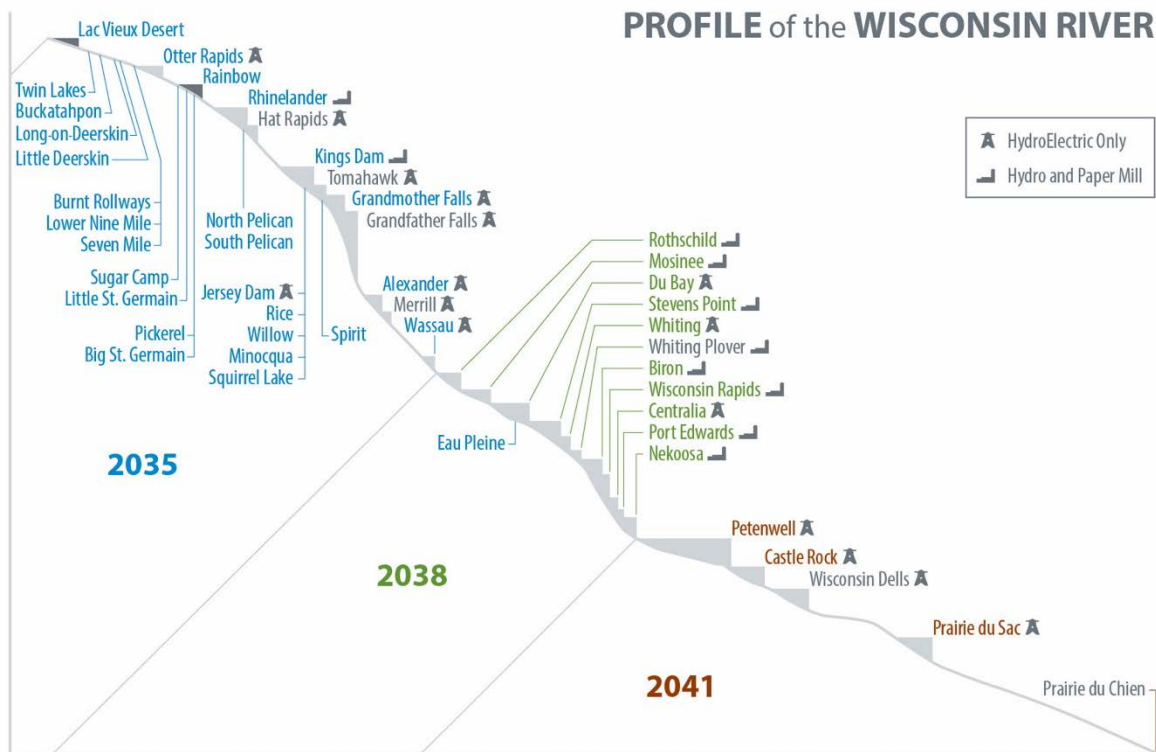 PROFILE of the WISCONSIN RIVER
Lac Vieux Desert
Otter Rapids
Rainbow
Twin Lakes
Buckatahpon
Long-on-Deerskin
Little Deerskin
Rhinelander
Hat Rapids
HydroElectric Only
Hydro and Paper Mill
Kings Dam
Tomahawk
Grandmother Falls
Grandfather Falls
Burnt Rollways
Lower Nine Mile
Seven Mile
North Pelican
South Pelican
Sugar Camp
Little St. Germain
Pickerel
Big St. Germain
Jersey Dam
Rice
Willow
Minocqua
Squirrel Lake
Spirit
Alexander
Merrill
Wassau
Rothschild
Mosinee
Du Bay
Stevens Point
Whiting
Whiting Plover
Biron
Wisconsin Rapids
Centralia
Port Edwards
Nekoosa
Eau Pleine
2035
2038
2041
Petenwell
Castle Rock
Wisconsin Dells
Prairie du Sac
Prairie du Chien